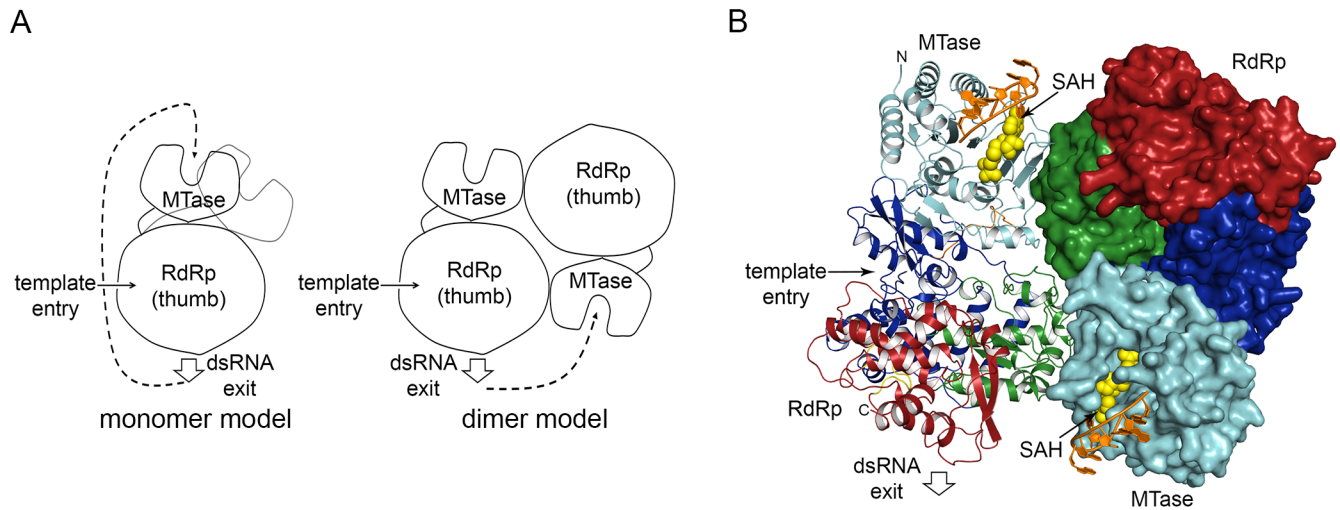 A
MTase
RdRp
(thumb)
template
entry
dsRNA
exit
monomer model
MTase
RdRp
(thumb)
RdRp
(thumb)
MTase
template
entry
dsRNA
exit
dimer model
B
MTase
N
SAH
RdRp
template
entry
RdRp
C
SAH
dsRNA
exit
MTase